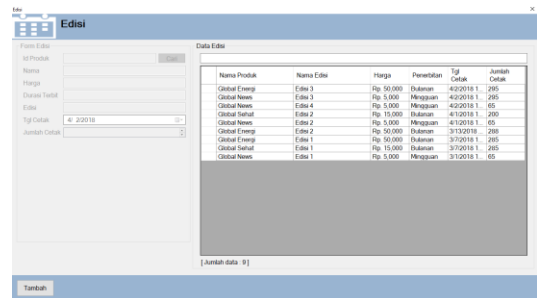 Edisi
Edisi
Form Edisi
Id Produk
Cari
Nama
Harga
Durasi Terbit
Edisi
Tgl Cetak 4/ 2/2018
Jumlah Cetak
Data Edisi
Nama Produk Nama Edisi Harga Penerbitan Tgl Cetak Jumlah Cetak
Global Energi Edisi 3 Rp. 50,000 Bulanan 4/2/2018 1... 295
Global News Edisi 3 Rp. 5,000 Mingguan 4/2/2018 1... 295
Global News Edisi 4 Rp. 5,000 Mingguan 4/2/2018 1... 65
Global Sehat Edisi 2 Rp. 15,000 Bulanan 4/1/2018 1... 200
Global News Edisi 2 Rp. 5,000 Mingguan 4/1/2018 1... 65
Global Energi Edisi 2 Rp. 50,000 Bulanan 3/13/2018 ... 288
Global Energi Edisi 1 Rp. 50,000 Bulanan 3/7/2018 1... 285
Global Sehat Edisi 1 Rp. 15,000 Bulanan 3/7/2018 1... 285
Global News Edisi 1 Rp. 5,000 Mingguan 3/1/2018 1... 65
[ Jumlah data : 9 ]
Tambah